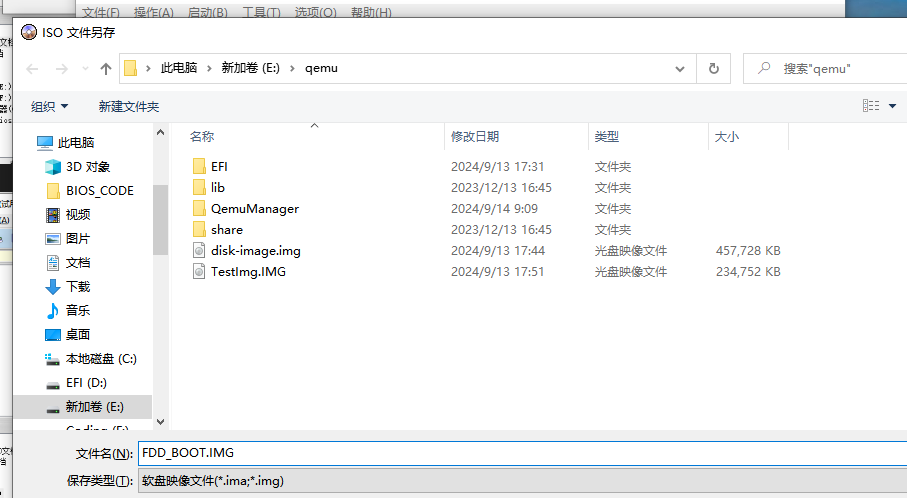 文件(F) 操作(A) 启动(B) 工具(T) 选项(O) 帮助(H)
ISO 文件另存
此电脑 › 新加卷 (E:) › qemu
搜索"qemu"
组织 新建文件夹
名称 修改日期 类型 大小
此电脑
3D 对象
BIOS_CODE
视频
图片
文档
下载
音乐
桌面
本地磁盘 (C:)
EFI (D:)
新加卷 (E:)
Coding (F:)
EFI 2024/9/13 17:31 文件夹
lib 2023/12/13 16:45 文件夹
QemuManager 2024/9/14 9:09 文件夹
share 2023/12/13 16:45 文件夹
disk-image.img 2024/9/13 17:44 光盘映像文件 457,728 KB
TestImg.IMG 2024/9/13 17:51 光盘映像文件 234,752 KB
文件名(N): FDD_BOOT.IMG
保存类型(T): 软盘映像文件(*.ima;*.img)